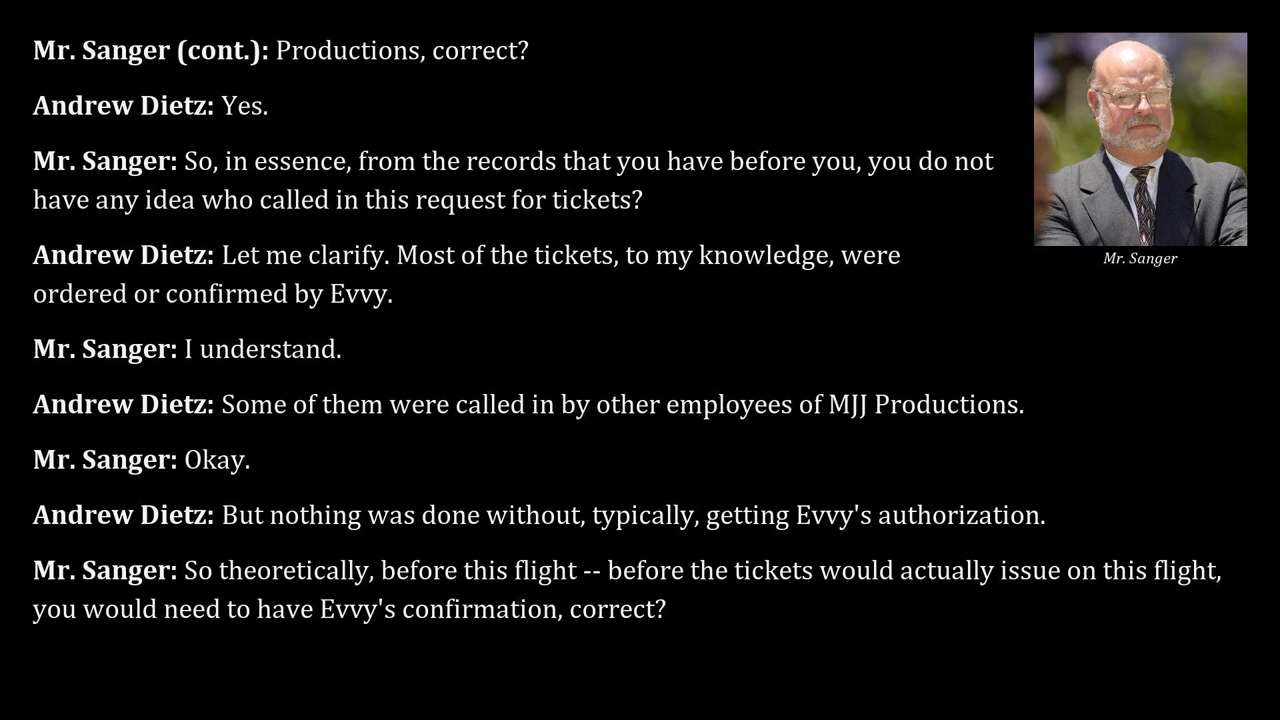 Mr. Sanger (cont.): Productions, correct?
Andrew Dietz: Yes.
Mr. Sanger: So, in essence, from the records that you have before you, you do not
have any idea who called in this request for tickets?
Andrew Dietz: Let me clarify. Most of the tickets, to my knowledge, were
ordered or confirmed by Evvy.
Mr. Sanger: I understand.
Andrew Dietz: Some of them were called in by other employees of MJJ Productions.
Mr. Sanger: Okay.
Andrew Dietz: But nothing was done without, typically, getting Evvy's authorization.
Mr. Sanger: So theoretically, before this flight -- before the tickets would actually issue on this flight,
you would need to have Evvy's confirmation, correct?
Mr. Sanger